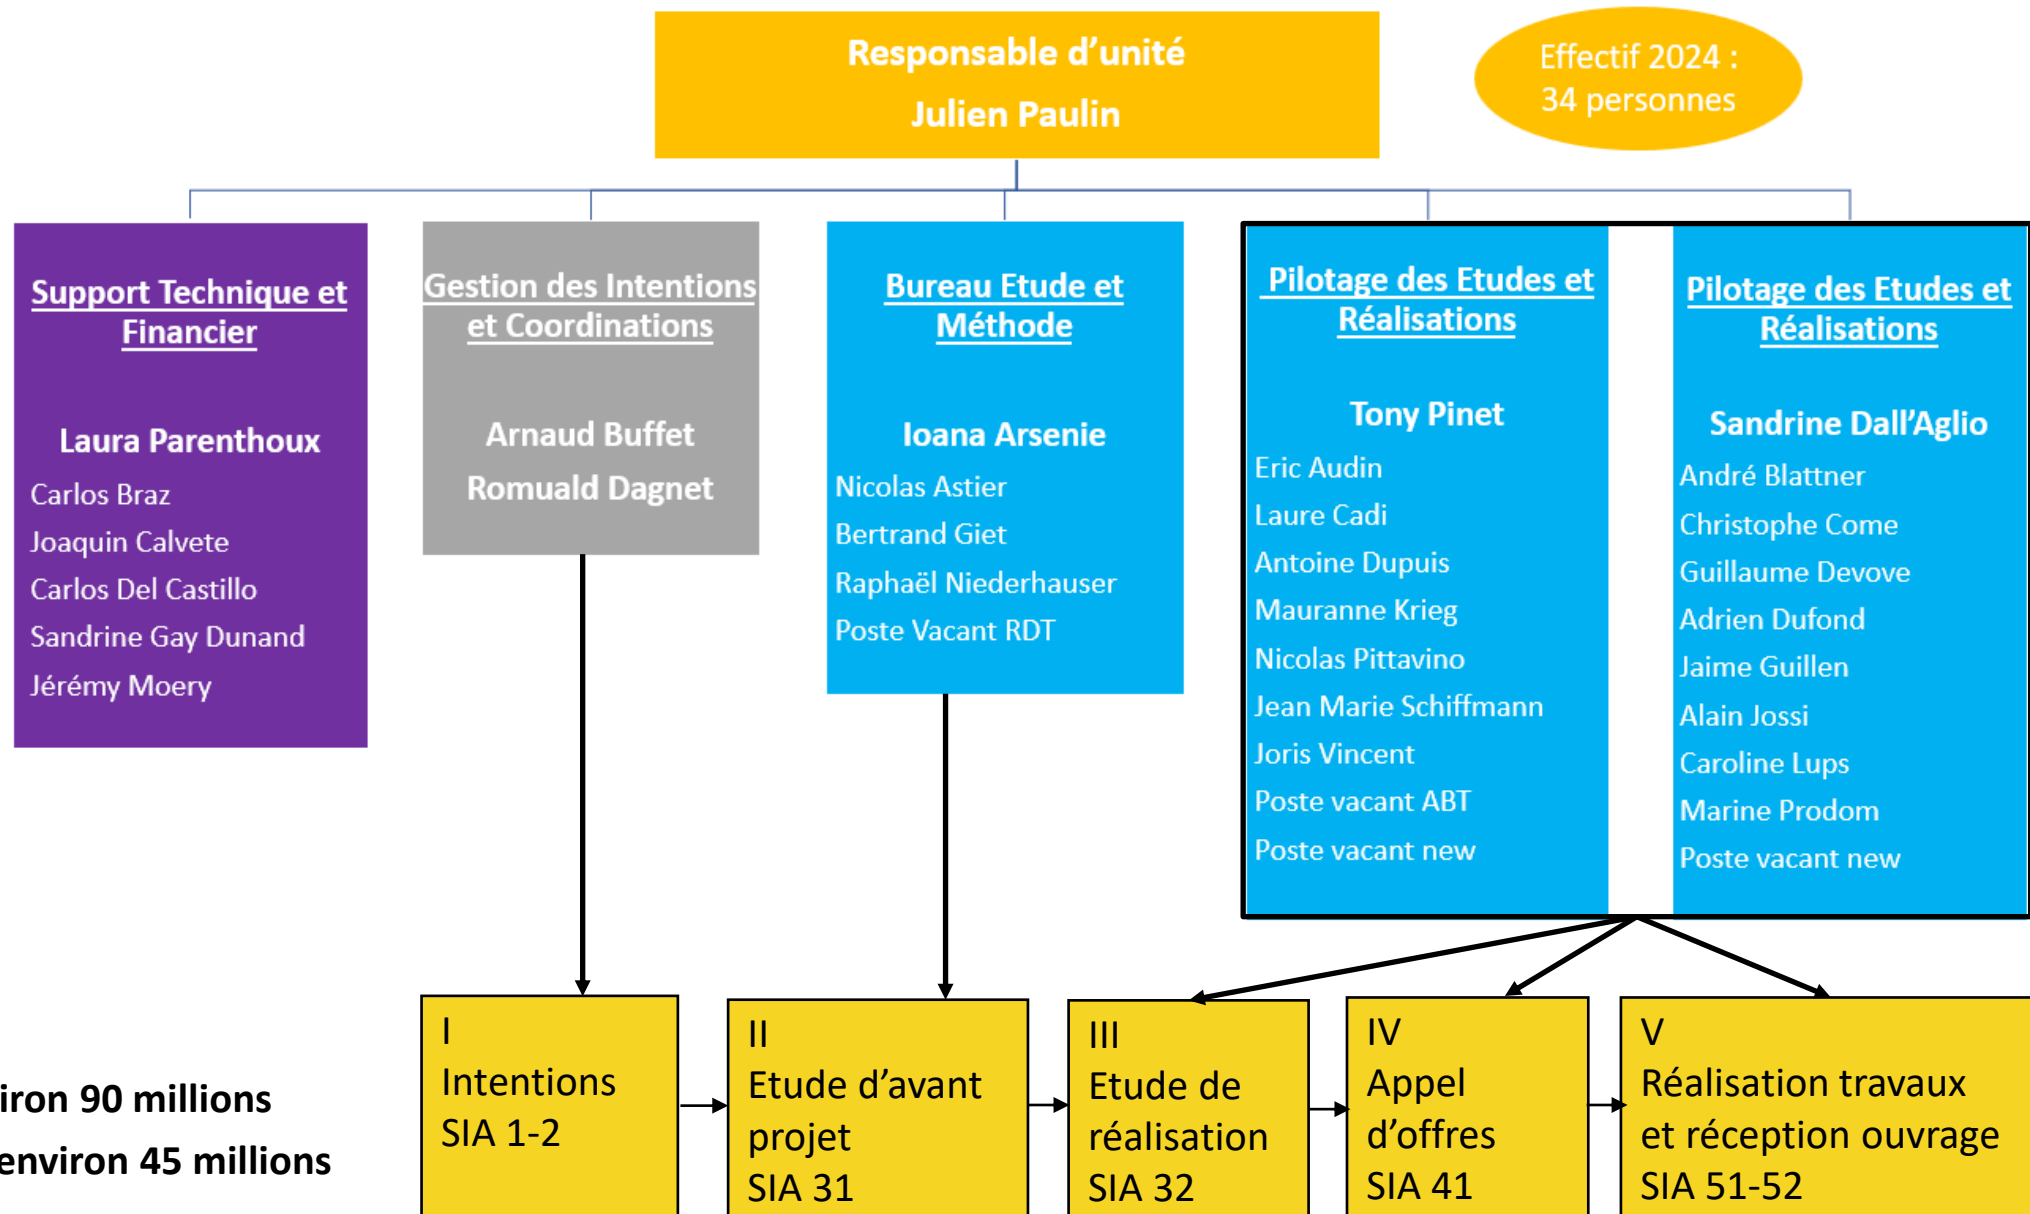 Responsable d’unité
Julien Paulin
Effectif 2024 :
34 personnes
Support Technique et
Financier
Laura Parenthoux
Carlos Braz
Joaquin Calvete
Carlos Del Castillo
Sandrine Gay Dunand
Jérémy Moery
Gestion des Intentions
et Coordinations
Arnaud Buffet
Romuald Dagnet
Bureau Etude et
Méthode
Ioana Arsenie
Nicolas Astier
Bertrand Giet
Raphaël Niederhauser
Poste Vacant RDT
Pilotage des Etudes et
Réalisations
Tony Pinet
Eric Audin
Laure Cadi
Antoine Dupuis
Mauranne Krieg
Nicolas Pittavino
Jean Marie Schiffmann
Joris Vincent
Poste vacant ABT
Poste vacant new
Pilotage des Etudes et
Réalisations
Sandrine Dall’Aglio
André Blattner
Christophe Come
Guillaume Devove
Adrien Dufond
Jaime Guillen
Alain Jossi
Caroline Lups
Marine Prodom
Poste vacant new
90 millions
environ 45 millions
I
Intentions
SIA 1-2
II
Etude d’avant
projet
SIA 31
III
Etude de
réalisation
SIA 32
IV
Appel
d’offres
SIA 41
V
Réalisation travaux
et réception ouvrage
SIA 51-52